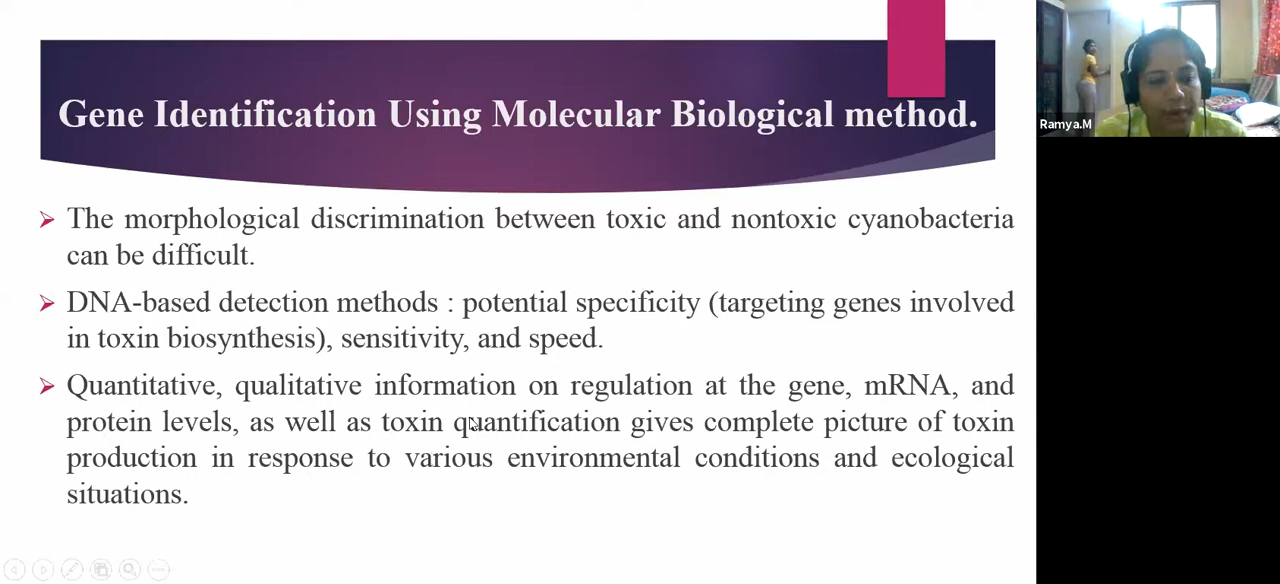 Gene Identification Using Molecular Biological method.
Ramya.M
The morphological discrimination between toxic and nontoxic cyanobacteria
can be difficult.
DNA-based detection methods : potential specificity (targeting genes involved
in toxin biosynthesis), sensitivity, and speed.
Quantitative, qualitative information on regulation at the gene, mRNA, and
protein levels, as well as toxin quantification gives complete picture of toxin
production in response to various environmental conditions and ecological
situations.